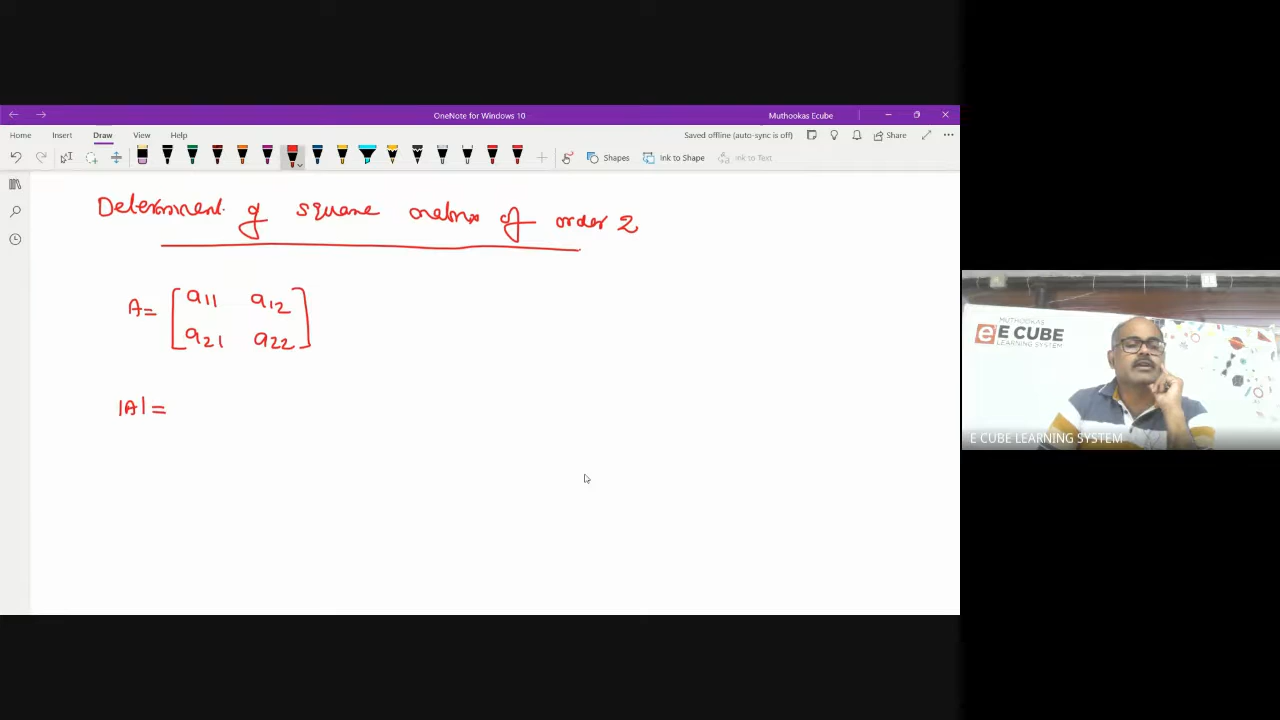 OneNote for Windows 10
Muthookas Ecube
Home Insert Draw View Help
Saved offline (auto-sync is off)
Share
Shapes
Ink to Shape
Ink to Text
Determinant of square matrix of order 2
A= [ a11 a12
a21 a22 ]
|A| =
MUTHOOKAS
E CUBE
LEARNING SYSTEM
E CUBE LEARNING SYSTEM